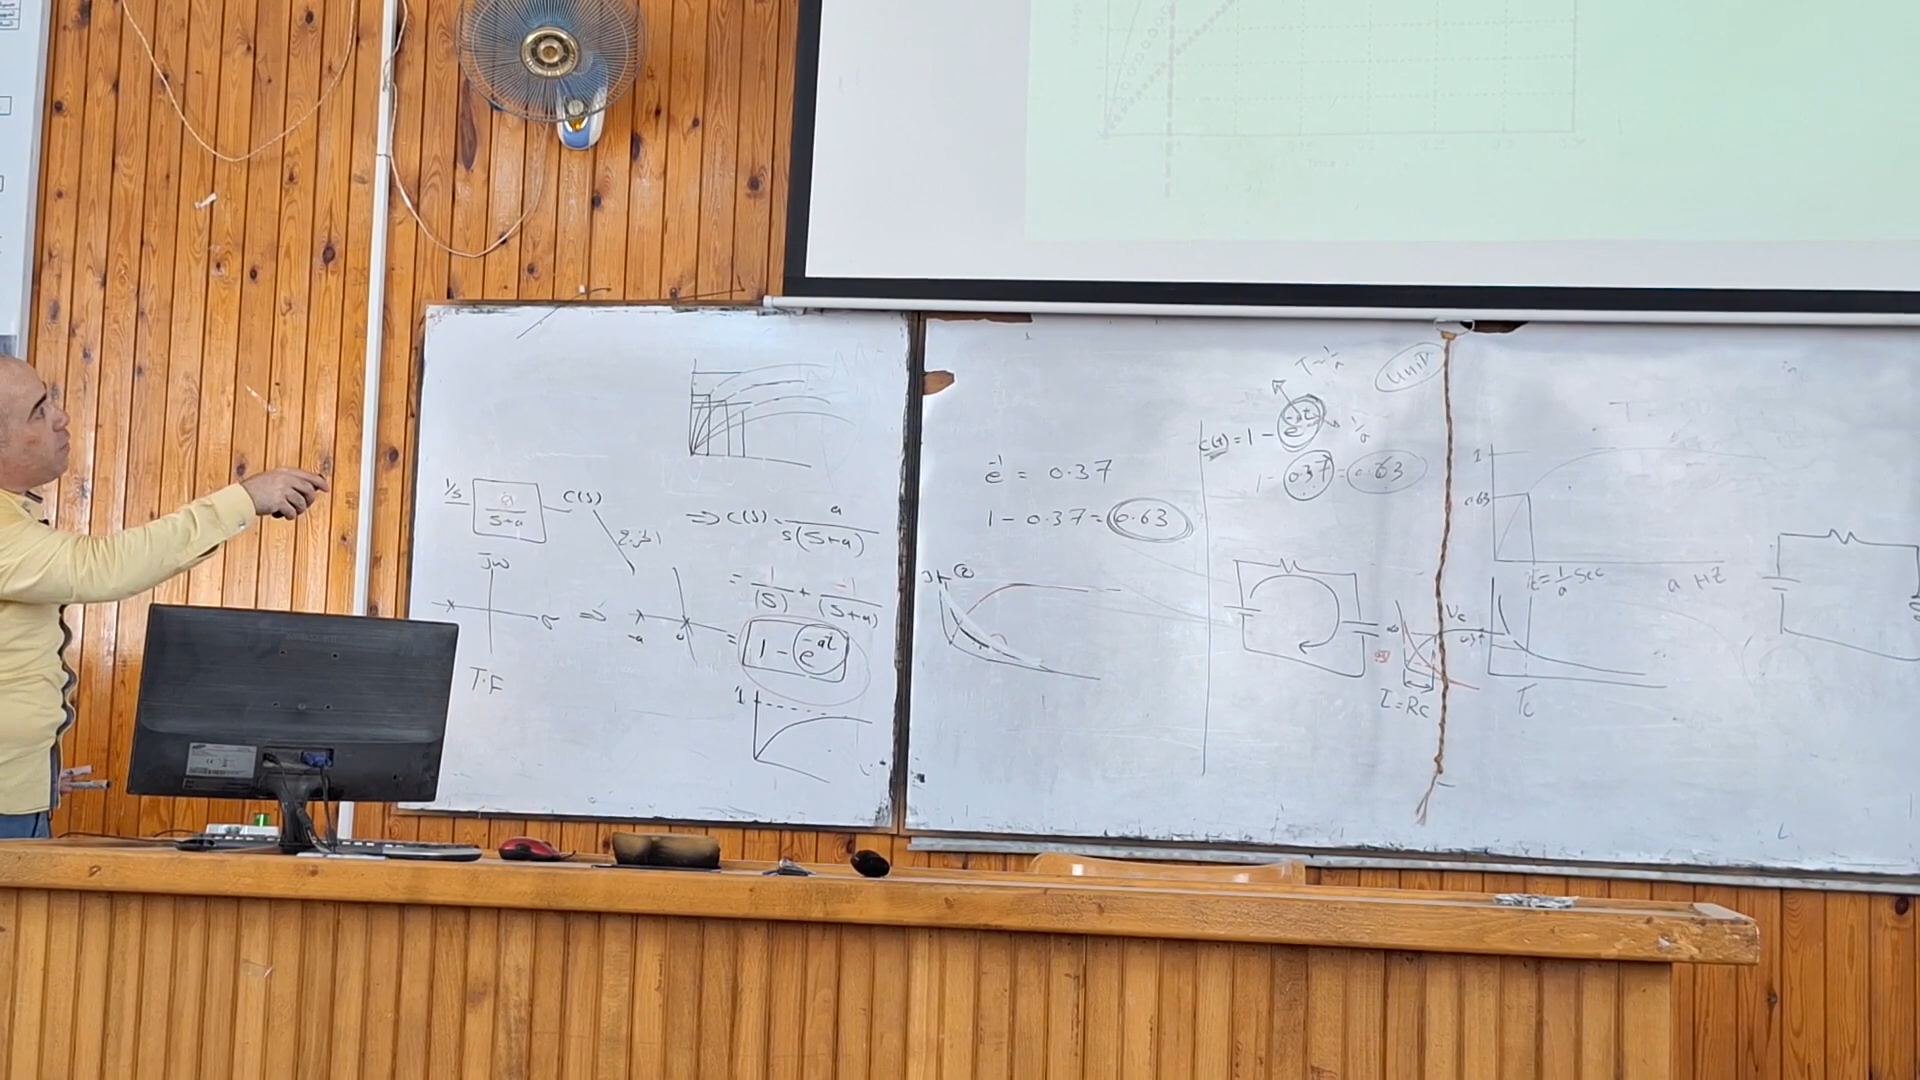 1/s
a
S+a
C(S)
⇒ C(S) = a
s(S+a)
Jω
σ
⇒
-a
0
= 1/(S) + -1/(S+a)
= 1 - e^-at
T.F
1
e^-1 = 0.37
1 - 0.37 = 0.63
unit
C(t) = 1 - e^-at
1/a
1 - 0.37 = 0.63
Vc
τ = RC
1
0.63
Tc = 1/a Sec
a HZ
Tc